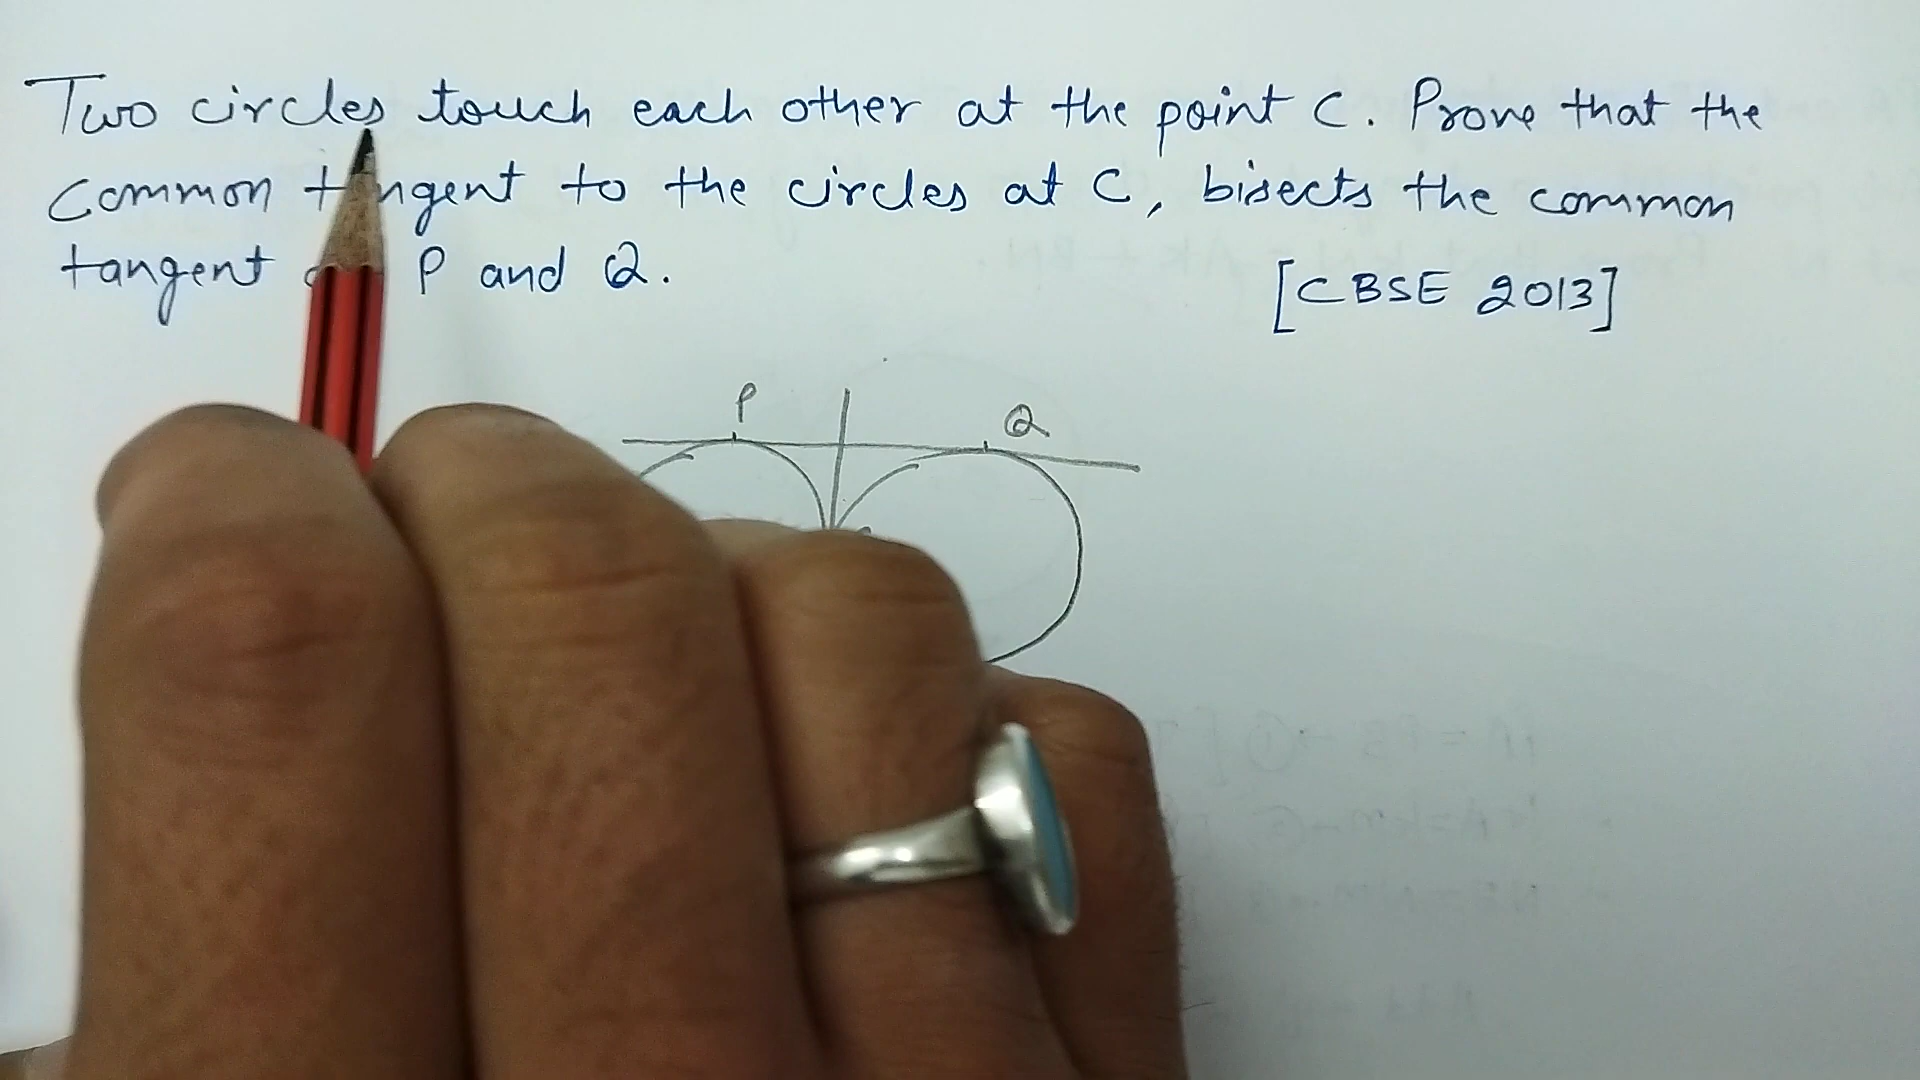 Two circles touch each other at the point C. Prove that the
common tangent to the circles at C, bisects the common
tangent P and Q.
[CBSE 2013]
P
Q